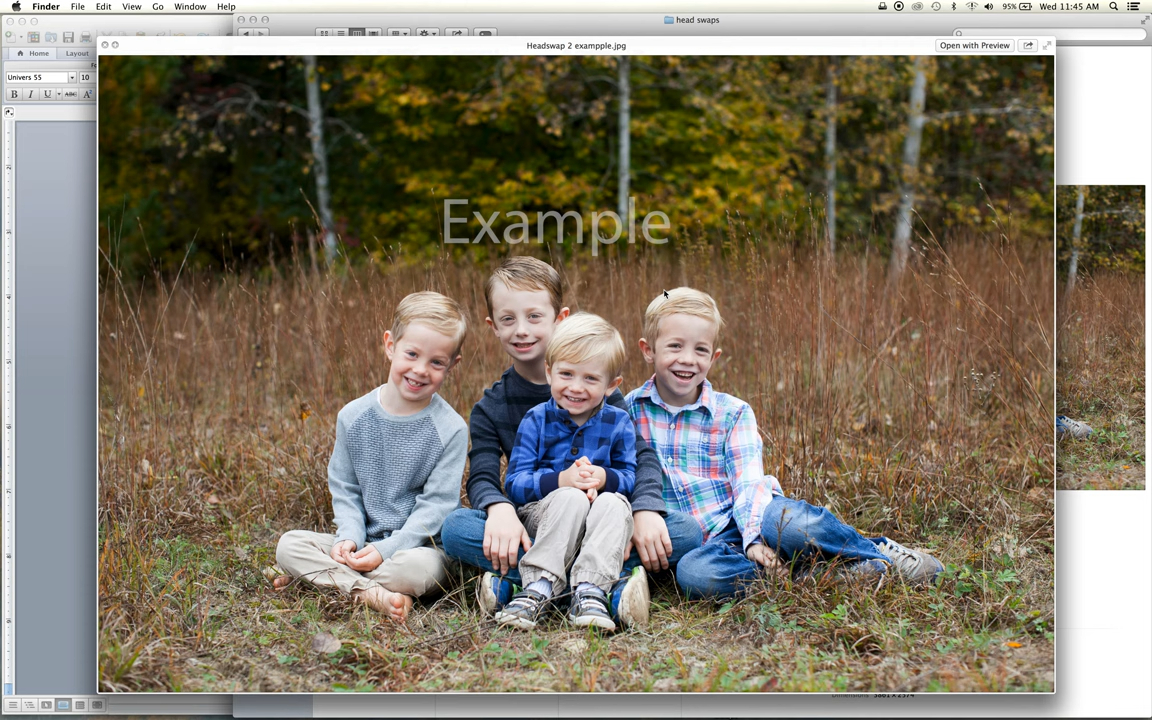 Finder File Edit View Go Window Help
95% Wed 11:45 AM
head swaps
Headswap 2 exampple.jpg
Open with Preview
Home Layout
Univers 55 10
B I U ABC A
Example